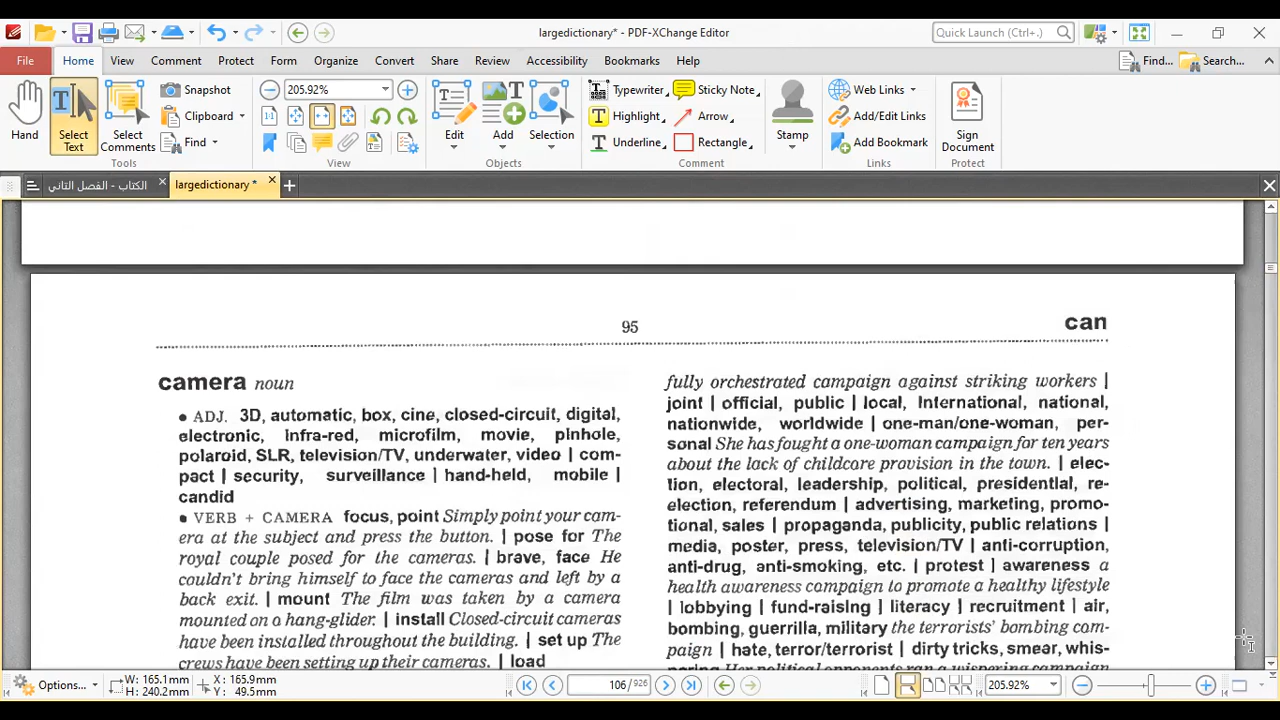 largedictionary* - PDF-XChange Editor
Quick Launch (Ctrl+.)
File Home View Comment Protect Form Organize Convert Share Review Accessibility Bookmarks Help
Find... Search...
Hand
Select Text
Select Comments
Snapshot
Clipboard
Find
Tools
205.92%
View
Edit
Add
Selection
Objects
Typewriter
Highlight
Underline
Sticky Note
Arrow
Rectangle
Comment
Stamp
Web Links
Add/Edit Links
Add Bookmark
Links
Sign Document
Protect
الكتاب - الفصل الثاني
largedictionary *
95
can
camera noun
● ADJ. 3D, automatic, box, cine, closed-circuit, digital,
electronic, infra-red, microfilm, movie, pinhole,
polaroid, SLR, television/TV, underwater, video | com-
pact | security, surveillance | hand-held, mobile |
candid
● VERB + CAMERA focus, point Simply point your cam-
era at the subject and press the button. | pose for The
royal couple posed for the cameras. | brave, face He
couldn't bring himself to face the cameras and left by a
back exit. | mount The film was taken by a camera
mounted on a hang-glider. | install Closed-circuit cameras
have been installed throughout the building. | set up The
crews have been setting up their cameras. | load
fully orchestrated campaign against striking workers |
joint | official, public | local, International, national,
nationwide, worldwide | one-man/one-woman, per-
sonal She has fought a one-woman campaign for ten years
about the lack of childcare provision in the town. | elec-
tion, electoral, leadership, political, presidential, re-
election, referendum | advertising, marketing, promo-
tional, sales | propaganda, publicity, public relations |
media, poster, press, television/TV | anti-corruption,
anti-drug, anti-smoking, etc. | protest | awareness a
health awareness campaign to promote a healthy lifestyle
| lobbying | fund-raising | literacy | recruitment | air,
bombing, guerrilla, military the terrorists' bombing cam-
paign | hate, terror/terrorist | dirty tricks, smear, whis-
pering Her political opponents ran a whispering campaign
Options...
W: 165.1mm
H: 240.2mm
X: 165.9mm
Y: 49.5mm
106 / 926
205.92%